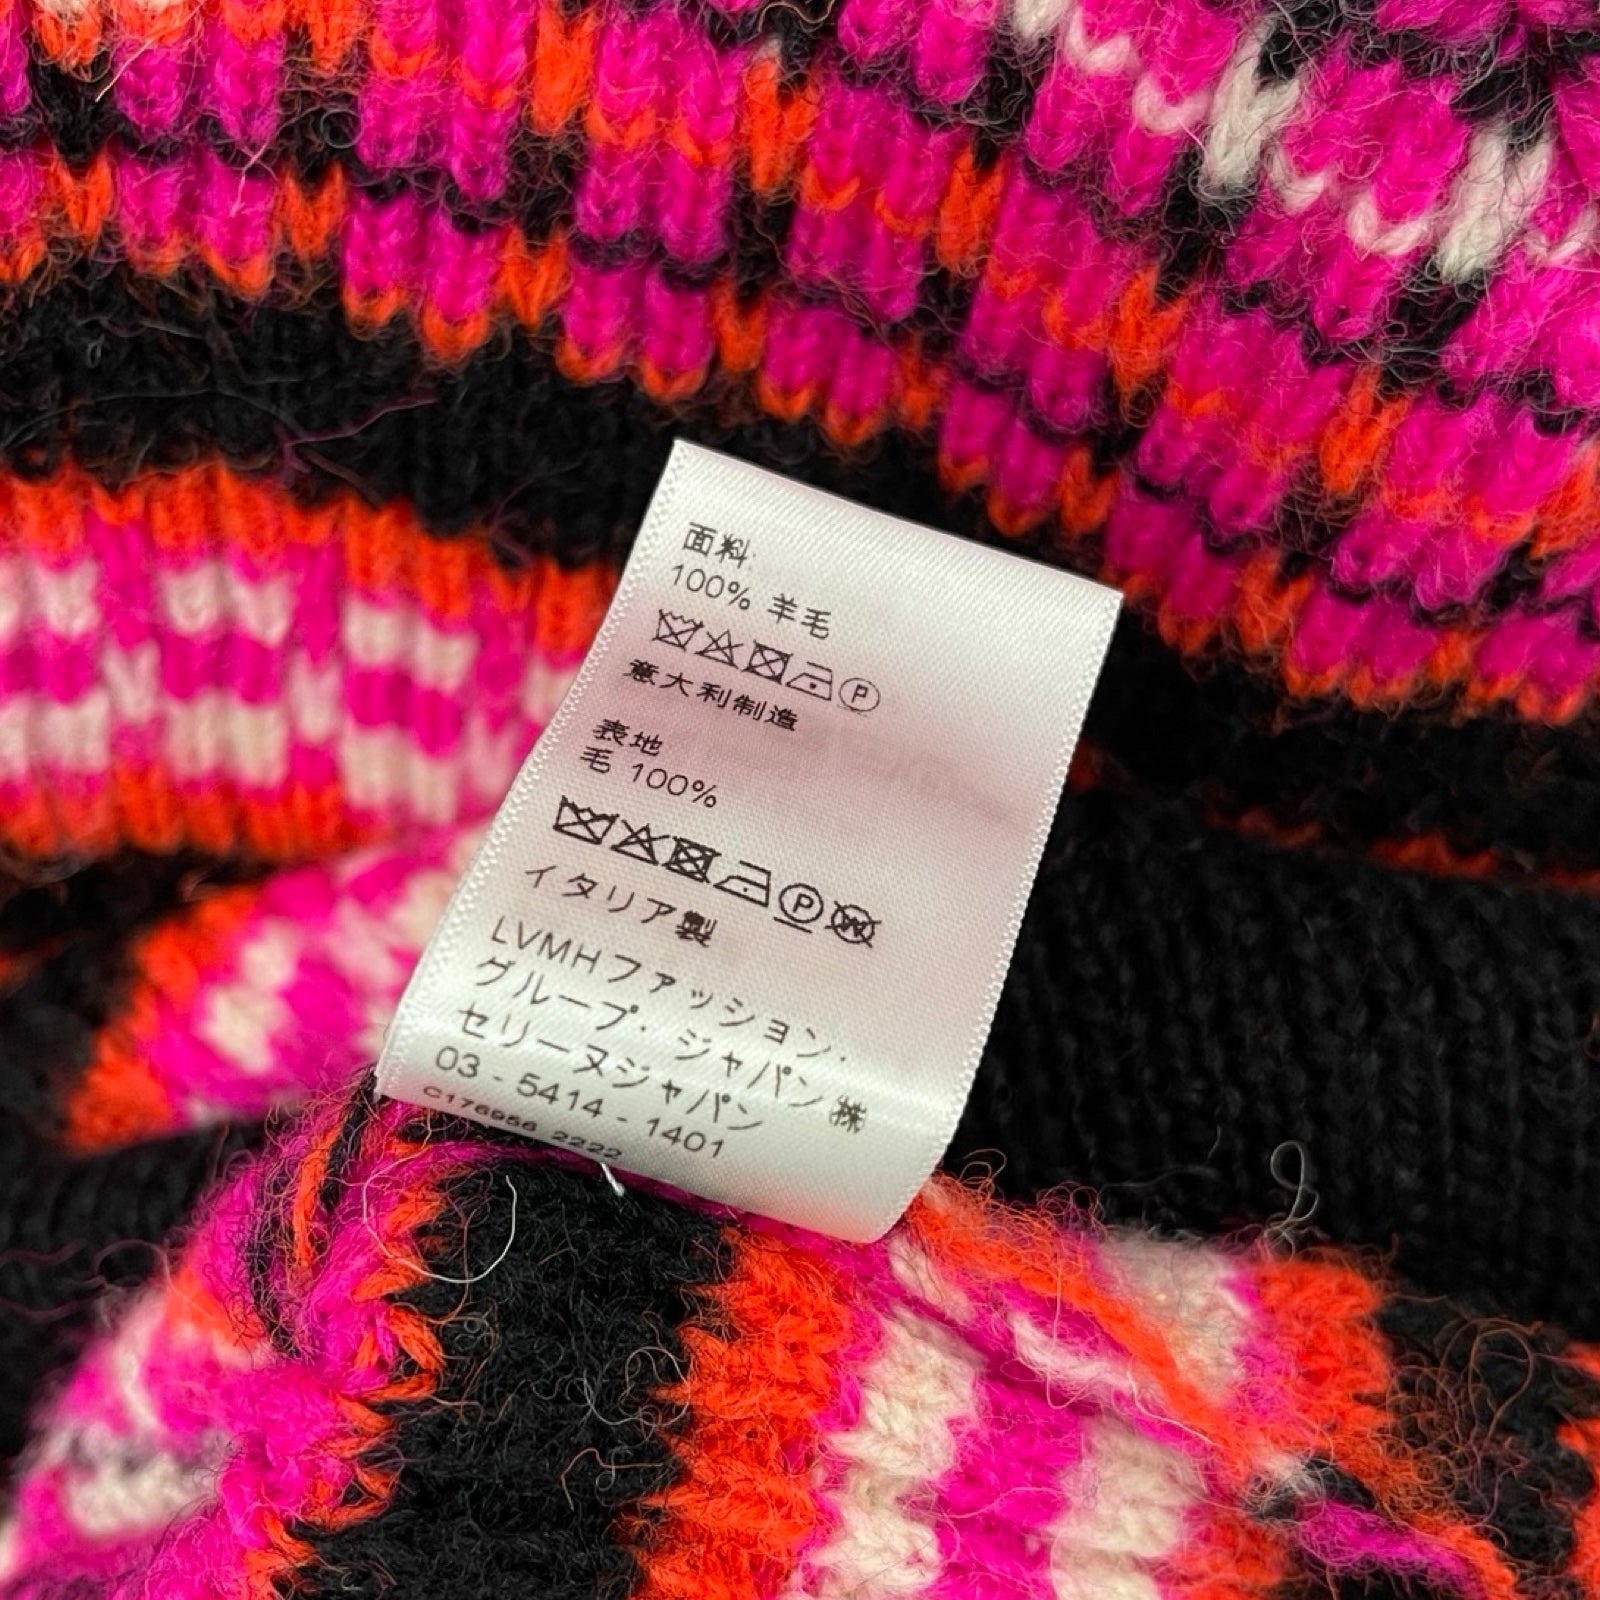 面料:
100% 羊毛
P
意大利制造
表地
毛 100%
P W
イタリア製
LVMHファッション·
グループ· ジャパン㈱
セリーヌジャパン
03 - 5414 - 1401
C176956 2222